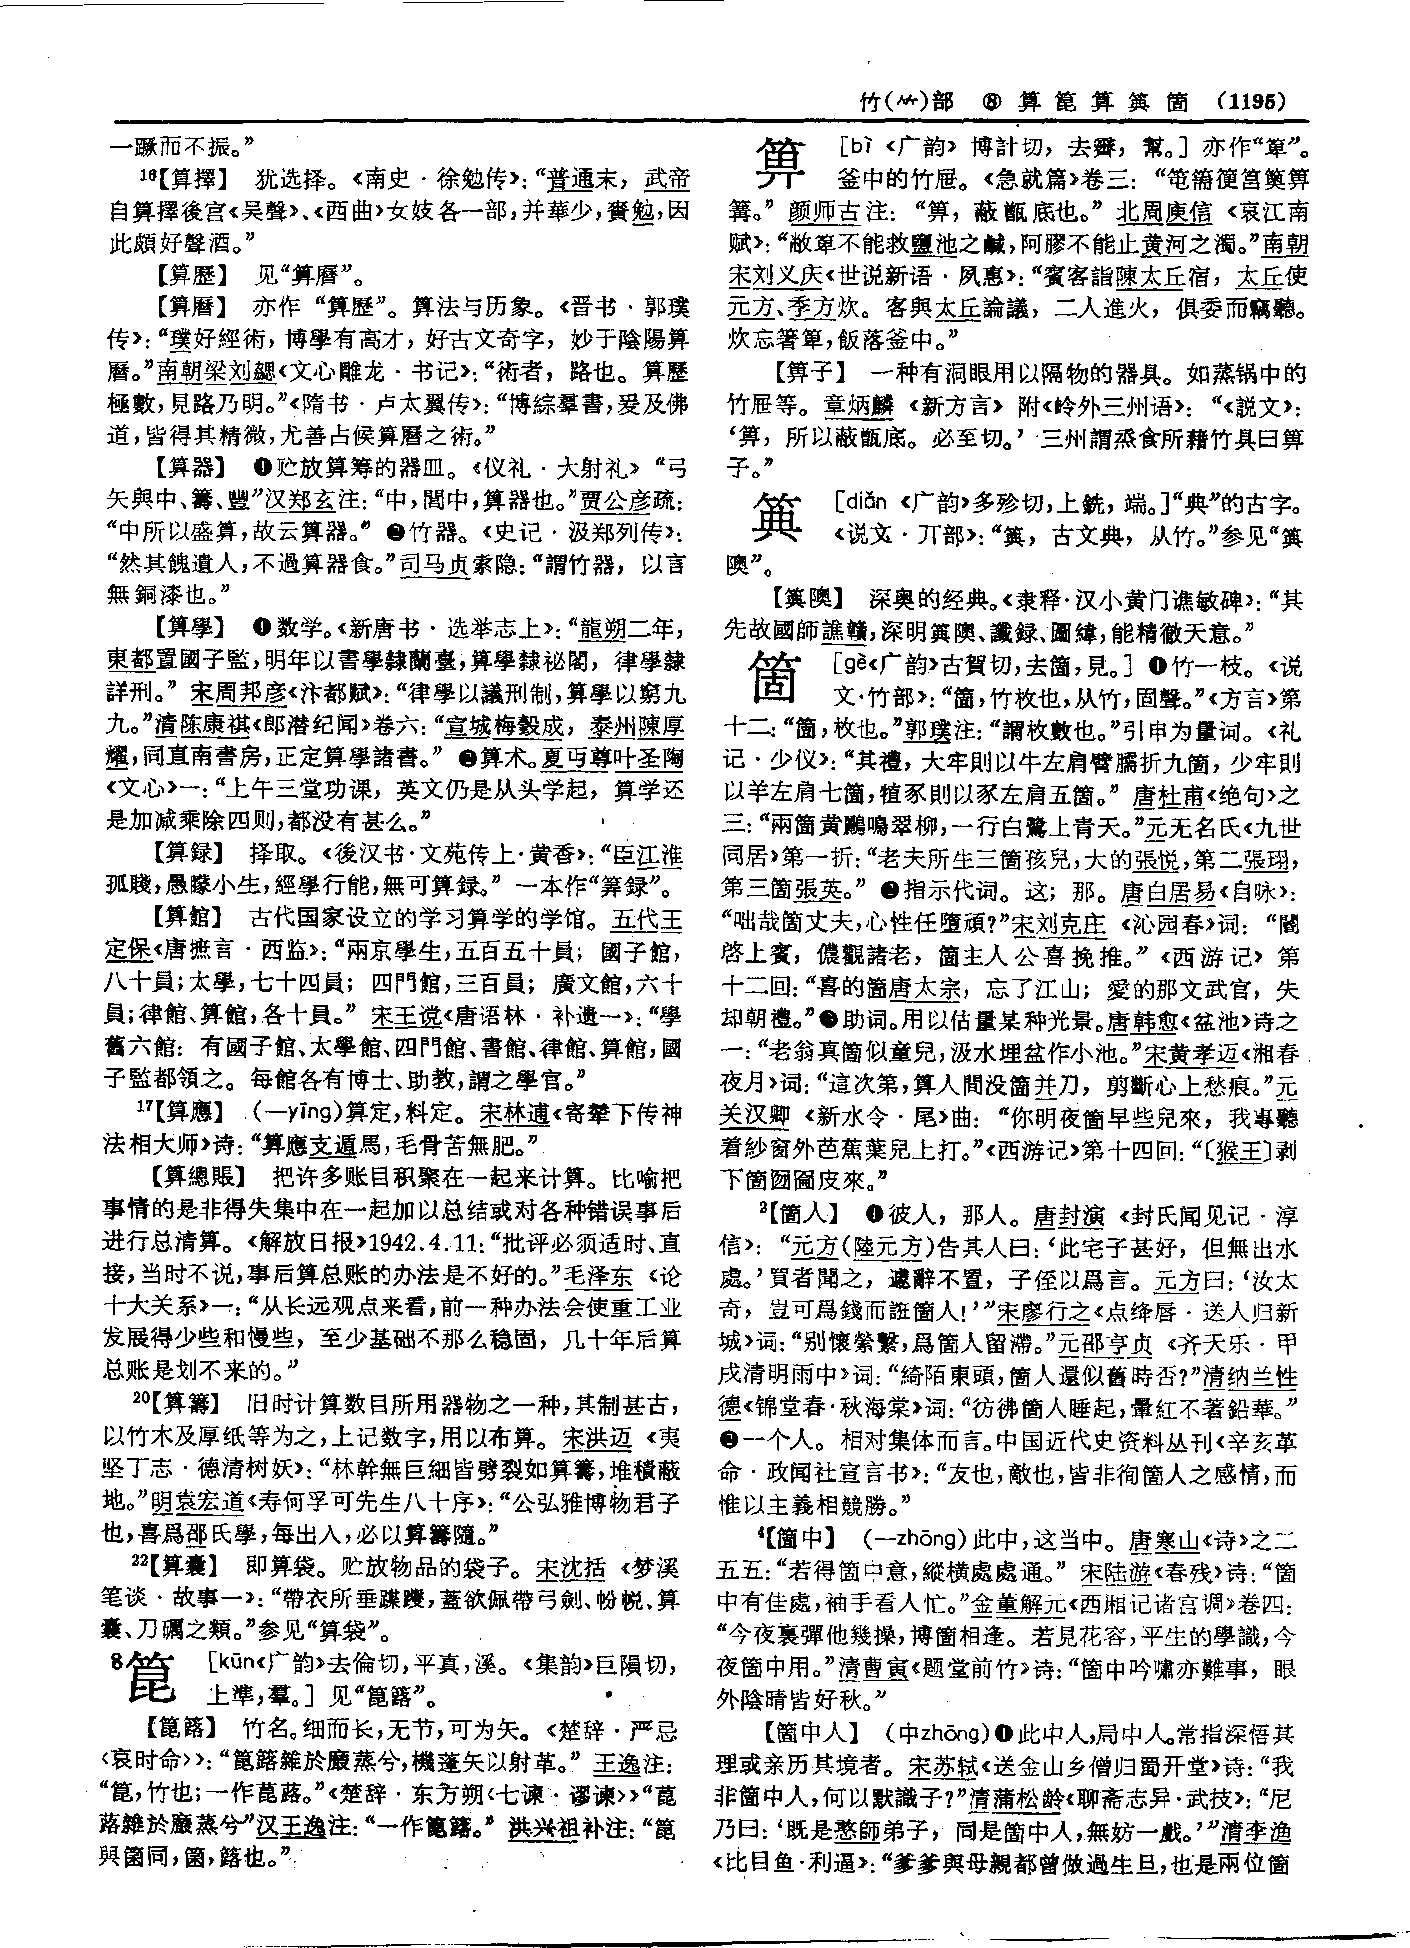 竹(⺮)部 ⑧ 算箟箅箕箇 (1195)
一蹶而不振。”
16【算擇】 犹选择。《南史·徐勉传》：“普通末，武帝
自算擇後宫《吴聲》、《西曲》女妓各一部，并華少，賚勉，因
此頗好聲酒。”
【算歷】 见“算曆”。
【算曆】 亦作“算歷”。算法与历象。《晋书·郭璞
传》：“璞好經術，博學有高才，好古文奇字，妙于陰陽算
曆。”南朝梁刘勰《文心雕龙·书记》：“術者，路也。算歷
極數，見路乃明。”《隋书·卢太翼传》：“博綜羣書，爰及佛
道，皆得其精微，尤善占候算曆之術。”
【算器】 ❶贮放算筹的器皿。《仪礼·大射礼》“弓
矢與中、籌、豐”汉郑玄注：“中，閭中，算器也。”贾公彦疏：
“中所以盛算，故云算器。” ❷竹器。《史记·汲郑列传》：
“然其餽遺人，不過算器食。”司马贞索隐：“謂竹器，以言
無銅漆也。”
【算學】 ❶数学。《新唐书·选举志上》：“龍朔二年，
東都置國子監，明年以書學隸蘭臺，算學隸祕閣，律學隸
詳刑。” 宋周邦彦《汴都赋》：“律學以議刑制，算學以窮九
九。”清陈康祺《郎潜纪闻》卷六：“宣城梅瑴成，泰州陳厚
耀，同直南書房，正定算學諸書。” ❷算术。夏丏尊叶圣陶
《文心》一：“上午三堂功课，英文仍是从头学起，算学还
是加减乘除四则，都没有甚么。”
【算録】 择取。《後汉书·文苑传上·黄香》：“臣江淮
孤賤，愚矇小生，經學行能，無可算録。” 一本作“筭録”。
【算館】 古代国家设立的学习算学的学馆。五代王
定保《唐摭言·西监》：“兩京學生，五百五十員；國子館，
八十員；太學，七十四員；四門館，三百員；廣文館，六十
員；律館、算館，各十員。” 宋王谠《唐语林·补遗一》：“學
舊六館：有國子館、太學館、四門館、書館、律館、算館，國
子監都領之。每館各有博士、助教，謂之學官。”
17【算應】 (—yīng)算定，料定。宋林逋《寄辇下传神
法相大师》诗：“算應支遁馬，毛骨苦無肥。”
【算總賬】 把许多账目积聚在一起来计算。比喻把
事情的是非得失集中在一起加以总结或对各种错误事后
进行总清算。《解放日报》1942.4.11：“批评必须适时、直
接，当时不说，事后算总账的办法是不好的。”毛泽东《论
十大关系》一：“从长远观点来看，前一种办法会使重工业
发展得少些和慢些，至少基础不那么稳固，几十年后算
总账是划不来的。”
20【算籌】 旧时计算数目所用器物之一种，其制甚古，
以竹木及厚纸等为之，上记数字，用以布算。宋洪迈《夷
坚丁志·德清树妖》：“林幹無巨細皆劈裂如算籌，堆積蔽
地。”明袁宏道《寿何孚可先生八十序》：“公弘雅博物君子
也，喜爲邵氏學，每出入，必以算籌隨。”
22【算囊】 即算袋。贮放物品的袋子。宋沈括《梦溪
笔谈·故事一》：“帶衣所垂蹀躞，蓋欲佩帶弓劍、帉帨、算
囊、刀礪之類。”参见“算袋”。
8箟 [kūn《广韵》去倫切，平真，溪。《集韵》巨隕切，
上準，羣。] 见“箟簬”。
【箟簬】 竹名。细而长，无节，可为矢。《楚辞·严忌
〈哀时命〉》：“箟簬雜於黀蒸兮，機蓬矢以射革。” 王逸注：
“箟，竹也；一作菎蕗。”《楚辞·东方朔〈七谏·谬谏〉》“菎
蕗雜於黀蒸兮”汉王逸注：“一作箟簬。” 洪兴祖补注：“箟
與箘同，箘，簬也。”
箅 [bì《广韵》博計切，去霽，幫。] 亦作“箄”。
釜中的竹屉。《急就篇》卷三：“篅箯筥箅
篝。” 颜师古注：“箅，蔽甑底也。” 北周庾信《哀江南
赋》：“敝箄不能救鹽池之鹹，阿膠不能止黄河之濁。”南朝
宋刘义庆《世说新语·夙惠》：“賓客詣陳太丘宿，太丘使
元方、季方炊。客與太丘論議，二人進火，俱委而竊聽。
炊忘箸箄，飯落釜中。”
【箅子】 一种有洞眼用以隔物的器具。如蒸锅中的
竹屉等。章炳麟《新方言》附《岭外三州语》：“《説文》：
‘箅，所以蔽甑底。必至切。’三州謂烝食所藉竹具曰箅
子。”
箕 [diǎn《广韵》多殄切，上銑，端。]“典”的古字。
《说文·丌部》：“箕，古文典，从竹。”参见“箕
隩”。
【箕隩】 深奥的经典。《隶释·汉小黄门谯敏碑》：“其
先故國師譙贛，深明箕隩、讖録、圖緯，能精徹天意。”
箇 [gè《广韵》古賀切，去箇，見。] ❶竹一枝。《说
文·竹部》：“箇，竹枚也，从竹，固聲。”《方言》第
十二：“箇，枚也。”郭璞注：“謂枚數也。”引申为量词。《礼
记·少仪》：“其禮，大牢則以牛左肩臂臑折九箇，少牢則
以羊左肩七箇，犆豕則以豕左肩五箇。” 唐杜甫《绝句》之
三：“兩箇黄鸝鳴翠柳，一行白鷺上青天。”元无名氏《九世
同居》第一折：“老夫所生三箇孩兒，大的張悦，第二張珝，
第三箇張英。” ❷指示代词。这；那。唐白居易《自咏》：
“咄哉箇丈夫，心性任墮頑？”宋刘克庄《沁园春》词：“閤
啓上賓，儂觀諸老，箇主人公喜挽推。”《西游记》第
十二回：“喜的箇唐太宗，忘了江山；愛的那文武官，失
却朝禮。”❸助词。用以估量某种光景。唐韩愈《盆池》诗之
一：“老翁真箇似童兒，汲水埋盆作小池。”宋黄孝迈《湘春
夜月》词：“這次第，算人間没箇并刀，剪斷心上愁痕。”元
关汉卿《新水令·尾》曲：“你明夜箇早些兒來，我專聽
着紗窗外芭蕉葉兒上打。”《西游记》第十四回：“〔猴王〕剥
下箇囫圇皮來。”
2【箇人】 ❶彼人，那人。唐封演《封氏闻见记·淳
信》：“元方(陸元方)告其人曰：‘此宅子甚好，但無出水
處。’買者聞之，遽辭不置，子侄以爲言。元方曰：‘汝太
奇，豈可爲錢而誑箇人！’”宋廖行之《点绛唇·送人归新
城》词：“别懷縈繫，爲箇人留滯。”元邵亨贞《齐天乐·甲
戌清明雨中》词：“綺陌東頭，箇人還似舊時否？”清纳兰性
德《锦堂春·秋海棠》词：“彷彿箇人睡起，暈紅不著鉛華。”
❷一个人。相对集体而言。中国近代史资料丛刊《辛亥革
命·政闻社宣言书》：“友也，敵也，皆非徇箇人之感情，而
惟以主義相競勝。”
4【箇中】 (—zhōng) 此中，这当中。唐寒山《诗》之二
五五：“若得箇中意，縱横處處通。” 宋陆游《春残》诗：“箇
中有佳處，袖手看人忙。”金董解元《西厢记诸宫调》卷四：
“今夜裏彈他幾操，博箇相逢。若見花容，平生的學識，今
夜箇中用。”清曹寅《题堂前竹》诗：“箇中吟嘯亦難事，眼
外陰晴皆好秋。”
【箇中人】 (中zhōng)❶此中人，局中人。常指深悟其
理或亲历其境者。宋苏轼《送金山乡僧归蜀开堂》诗：“我
非箇中人，何以默識子？”清蒲松龄《聊斋志异·武技》：“尼
乃曰：‘既是憨師弟子，同是箇中人，無妨一戲。’”清李渔
《比目鱼·利逼》：“爹爹與母親都曾做過生旦，也是兩位箇